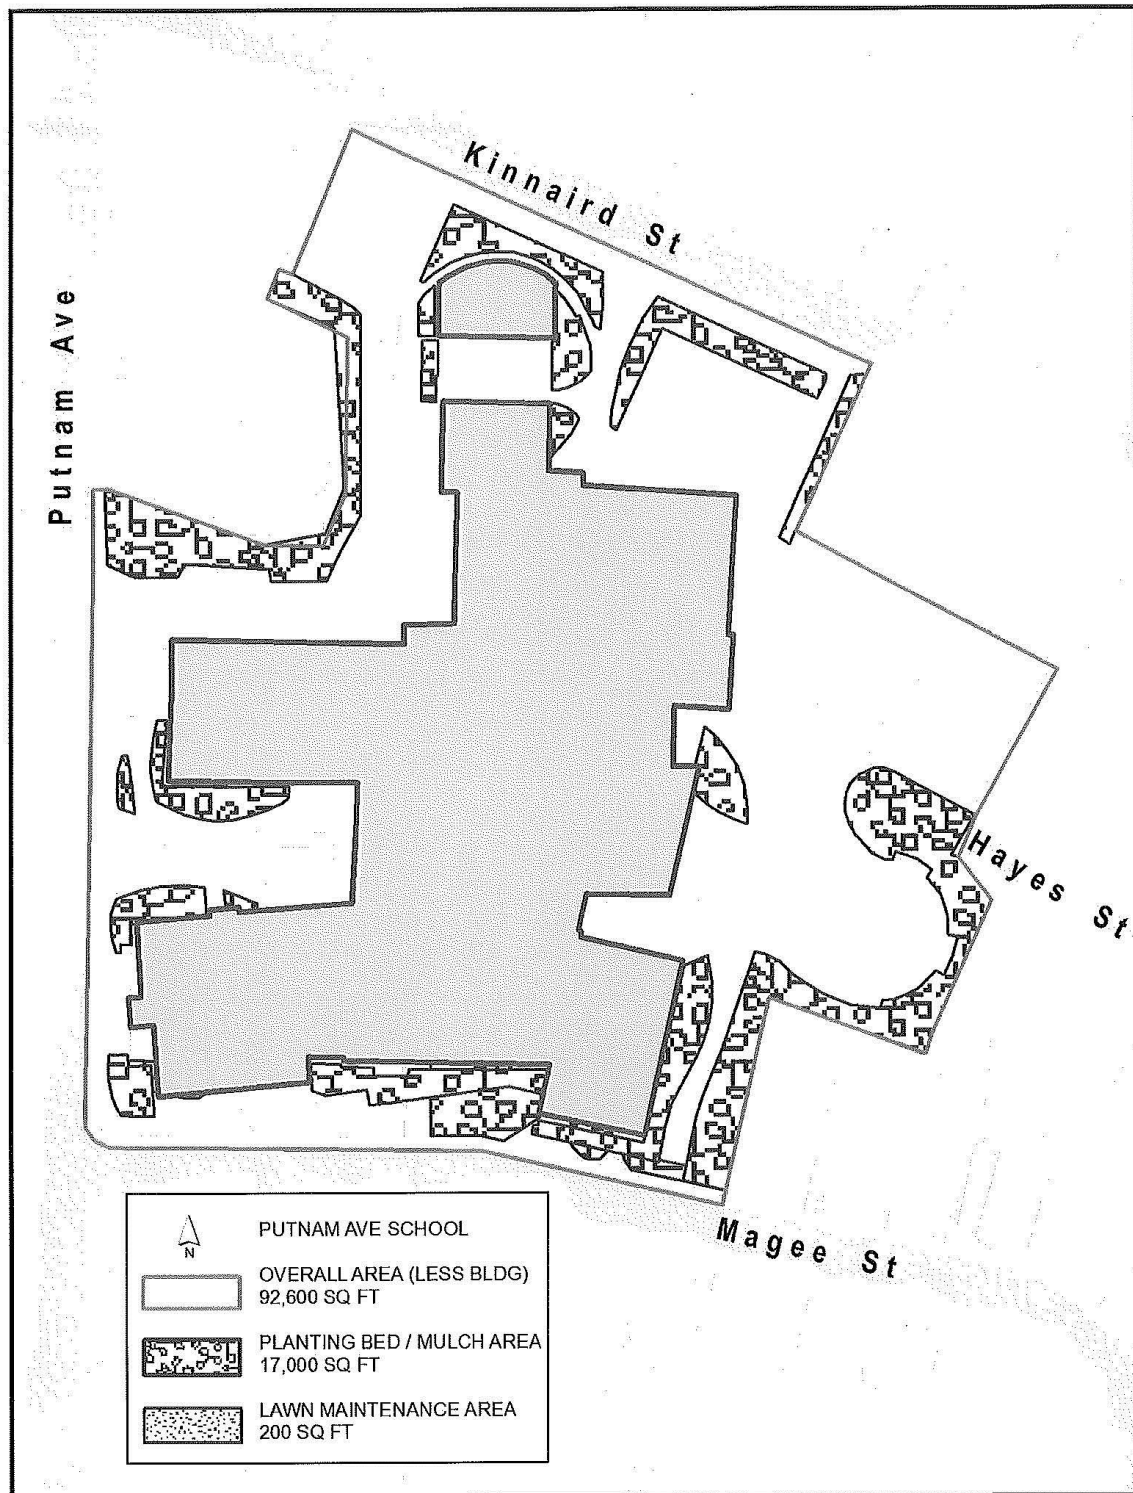 Kinnaird St
Putnam Ave
Hayes St
Magee St
N
PUTNAM AVE SCHOOL
OVERALL AREA (LESS BLDG)
92,600 SQ FT
PLANTING BED / MULCH AREA
17,000 SQ FT
LAWN MAINTENANCE AREA
200 SQ FT